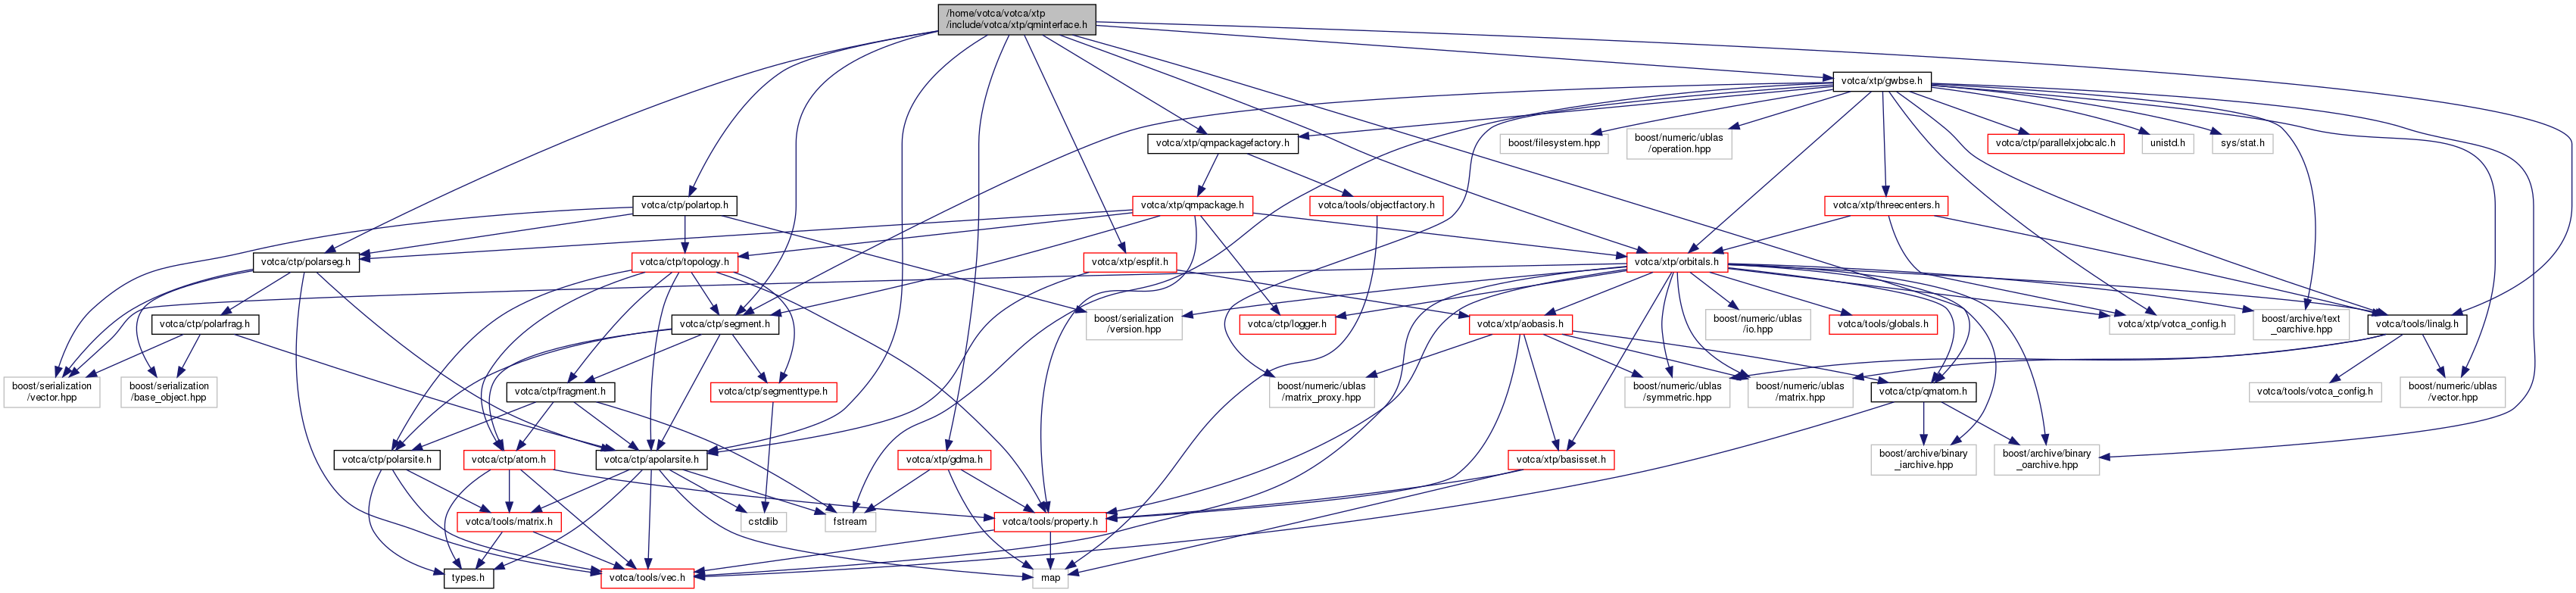 /home/votca/votca/xtp
/include/votca/xtp/qminterface.h
votca/xtp/gwbse.h
votca/xtp/qmpackagefactory.h
boost/filesystem.hpp
boost/numeric/ublas
/operation.hpp
votca/ctp/parallelxjobcalc.h
unistd.h
sys/stat.h
votca/ctp/polartop.h
votca/xtp/qmpackage.h
votca/tools/objectfactory.h
votca/xtp/threecenters.h
votca/ctp/polarseg.h
votca/ctp/topology.h
votca/xtp/espfit.h
votca/xtp/orbitals.h
votca/ctp/polarfrag.h
votca/ctp/segment.h
boost/serialization
/version.hpp
votca/ctp/logger.h
votca/xtp/aobasis.h
boost/numeric/ublas
/io.hpp
votca/tools/globals.h
votca/xtp/votca_config.h
boost/archive/text
_oarchive.hpp
votca/tools/linalg.h
boost/serialization
/vector.hpp
boost/serialization
/base_object.hpp
votca/ctp/fragment.h
votca/ctp/segmenttype.h
boost/numeric/ublas
/matrix_proxy.hpp
boost/numeric/ublas
/symmetric.hpp
boost/numeric/ublas
/matrix.hpp
votca/ctp/qmatom.h
votca/tools/votca_config.h
boost/numeric/ublas
/vector.hpp
votca/ctp/polarsite.h
votca/ctp/atom.h
votca/ctp/apolarsite.h
votca/xtp/gdma.h
votca/xtp/basisset.h
boost/archive/binary
_iarchive.hpp
boost/archive/binary
_oarchive.hpp
votca/tools/matrix.h
cstdlib
fstream
votca/tools/property.h
types.h
votca/tools/vec.h
map